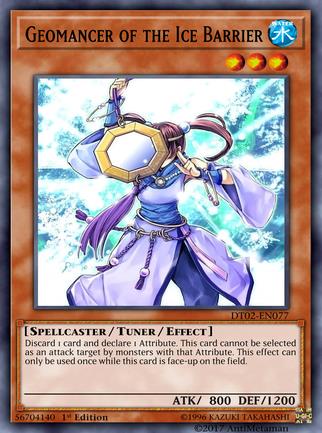 Geomancer of the Ice Barrier
WATER
水
DT02-EN077
[Spellcaster / Tuner / Effect]
Discard 1 card and declare 1 Attribute. This card cannot be selected
as an attack target by monsters with that Attribute. This effect can
only be used once while this card is face-up on the field.
ATK/ 800 DEF/1200
56704140 1st Edition ©1996 KAZUKI TAKAHASHI
©2017 AntiMetaman